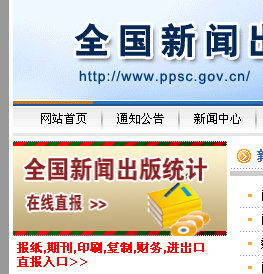 全国新闻出
http://www.ppsc.gov.cn/
网站首页 通知公告 新闻中心
全国新闻出版统计
在线直报 >>
报纸,期刊,印刷,复制,财务,进出口
直报入口>>